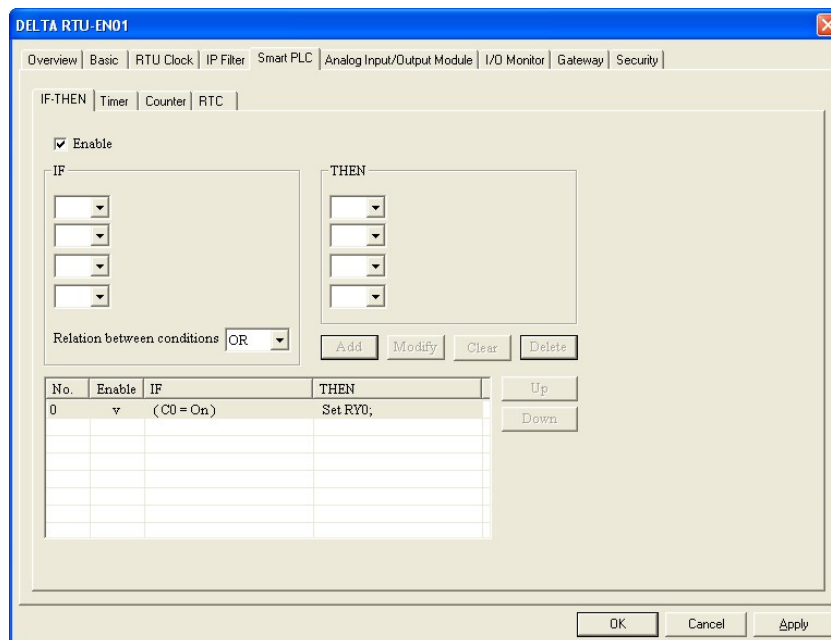 DELTA RTU-EN01
Overview Basic RTU Clock IP Filter Smart PLC Analog Input/Output Module I/O Monitor Gateway Security
IF-THEN Timer Counter RTC
Enable
IF
THEN
Relation between conditions OR
Add Modify Clear Delete
No. Enable IF THEN
0 v (C0 = On) Set RY0;
Up
Down
OK Cancel Apply